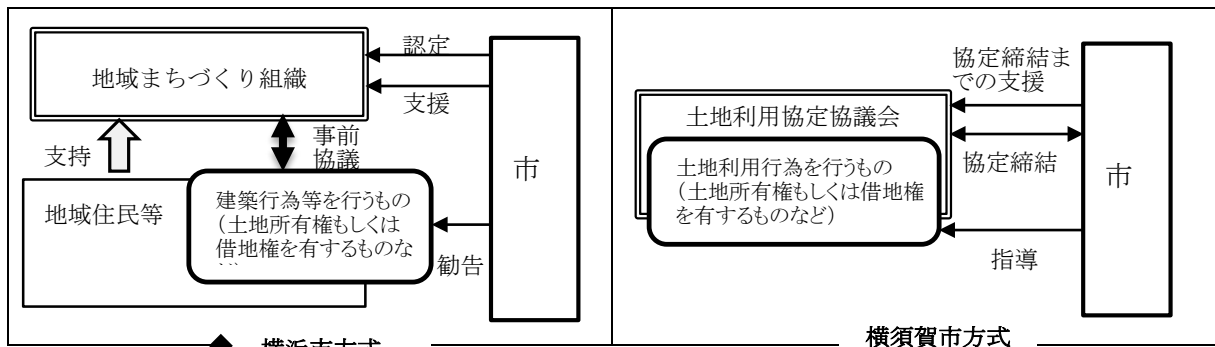 地域まちづくり組織
認定
支援
支持
事前
協議
地域住民等
建築行為等を行うもの
（土地所有権もしくは
借地権を有するものな
勧告
市
協定締結ま
での支援
土地利用協定協議会
協定締結
土地利用行為を行うもの
（土地所有権もしくは借地権
を有するものなど）
指導
市
横須賀市方式